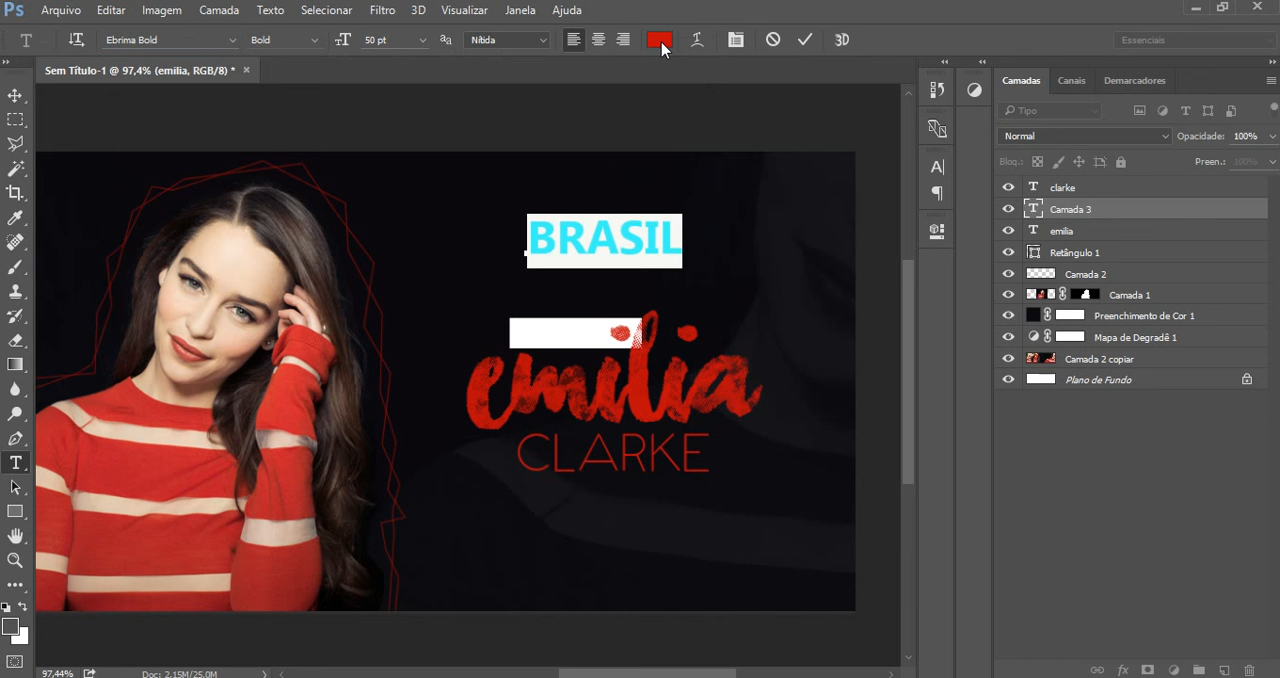 Ps Arquivo Editar Imagem Camada Texto Selecionar Filtro 3D Visualizar Janela Ajuda
T Ebrima Bold Bold 50 pt aa Nítida 3D Essenciais
Sem Título-1 @ 97,4% (emilia, RGB/8) * ×
Camadas Canais Demarcadores
Tipo
Normal Opacidade: 100%
Bloq.: Preen.: 100%
clarke
Camada 3
emilia
Retângulo 1
Camada 2
Camada 1
Preenchimento de Cor 1
Mapa de Degradê 1
Camada 2 copiar
Plano de Fundo
BRASIL
emilia
CLARKE
97,44% Doc: 2,15M/25,0M